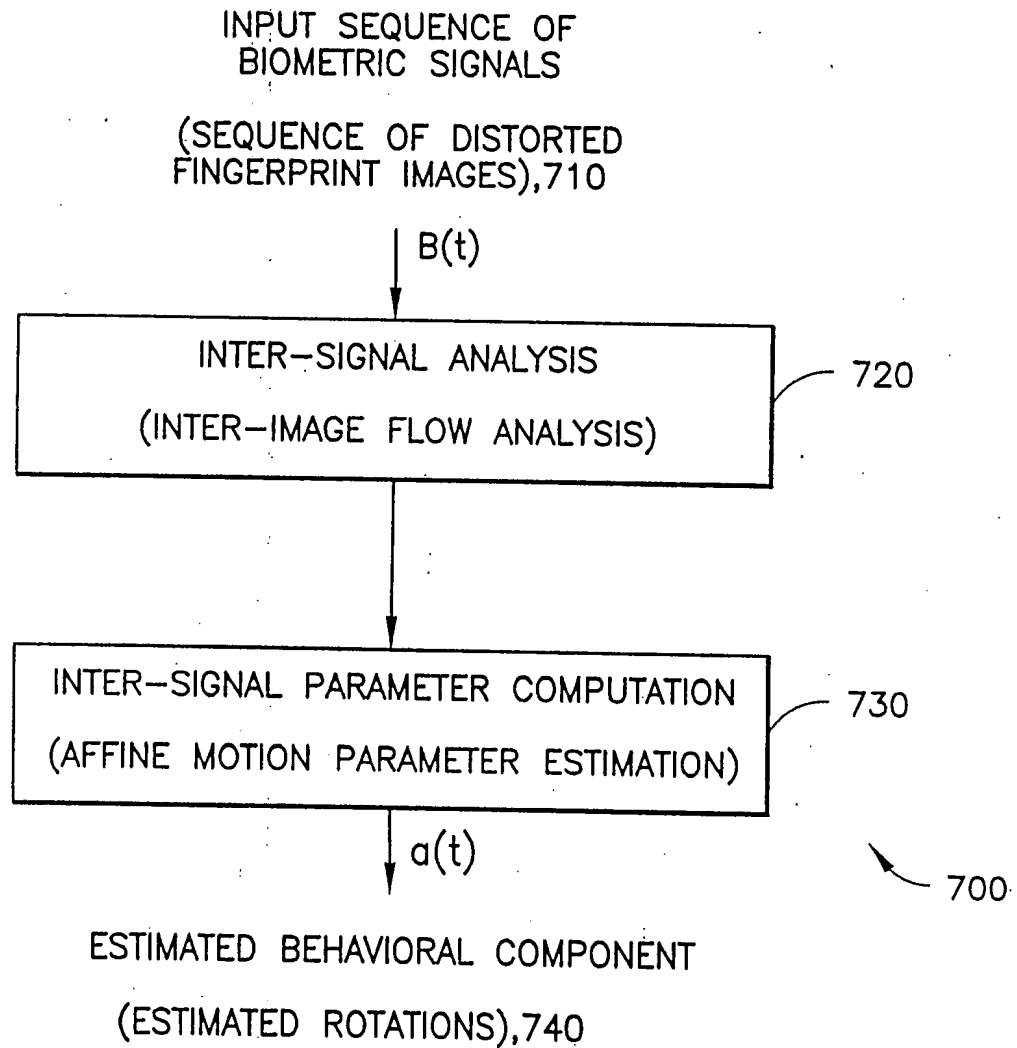 INPUT SEQUENCE OF
BIOMETRIC SIGNALS
(SEQUENCE OF DISTORTED
FINGERPRINT IMAGES),710
B(t)
INTER-SIGNAL ANALYSIS
(INTER-IMAGE FLOW ANALYSIS)
720
INTER-SIGNAL PARAMETER COMPUTATION
(AFFINE MOTION PARAMETER ESTIMATION)
730
a(t)
700
ESTIMATED BEHAVIORAL COMPONENT
(ESTIMATED ROTATIONS),740